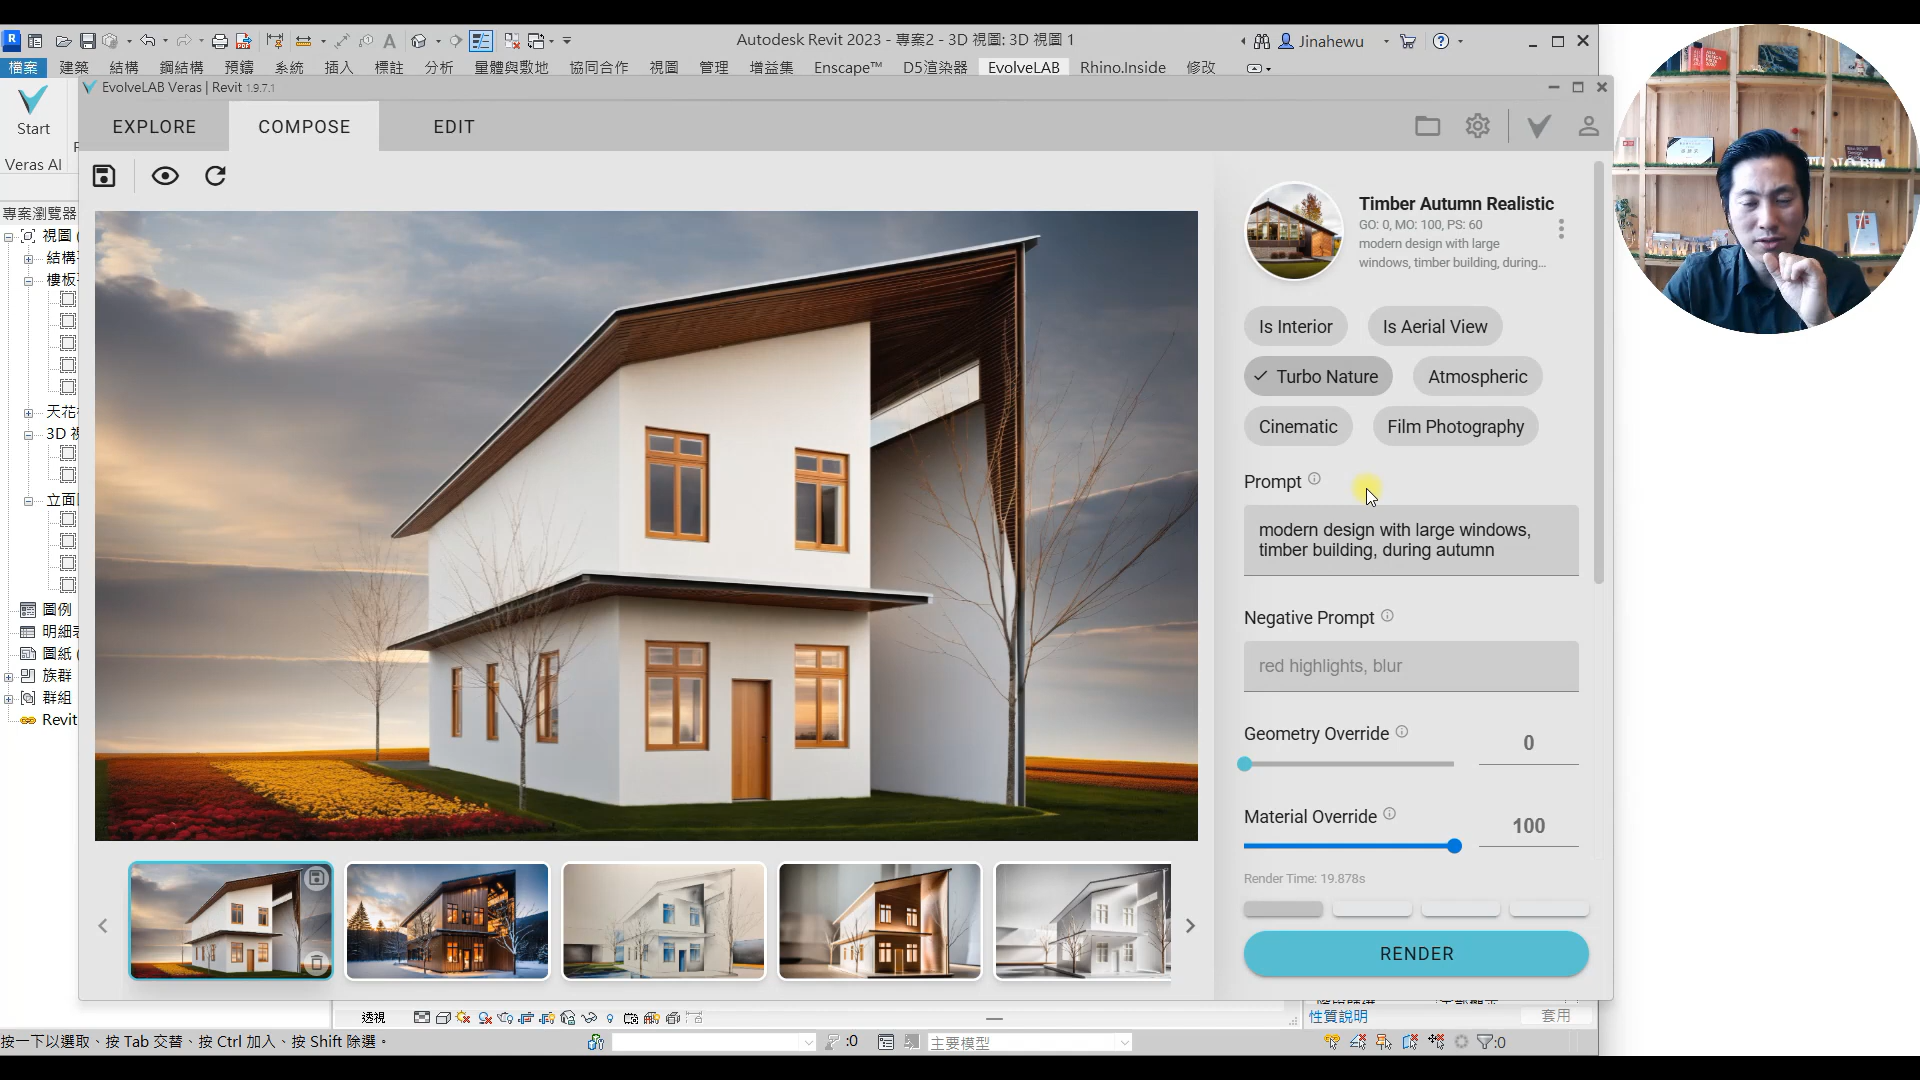 Autodesk Revit 2023 - 專案2 - 3D 視圖: 3D 視圖 1
Jinahewu
檔案 建築 結構 鋼結構 預鑄 系統 插入 標註 分析 量體與敷地 協同合作 視圖 管理 增益集 Enscape™ D5渲染器 EvolveLAB Rhino.Inside 修改
EvolveLAB Veras | Revit 1.9.7.1
Start
Veras AI
EXPLORE
COMPOSE
EDIT
專案瀏覽器
視圖 (
結構
樓板
天花
3D 視
立面
圖例
明細表
圖紙 (
族群
群組
Revit
Timber Autumn Realistic
GO: 0, MO: 100, PS: 60
modern design with large
windows, timber building, during...
Is Interior
Is Aerial View
Turbo Nature
Atmospheric
Cinematic
Film Photography
Prompt
modern design with large windows,
timber building, during autumn
Negative Prompt
red highlights, blur
Geometry Override
0
Material Override
100
Render Time: 19.878s
RENDER
透視
性質說明
套用
按一下以選取、按 Tab 交替、按 Ctrl 加入、按 Shift 除選。
:0
主要模型
:0